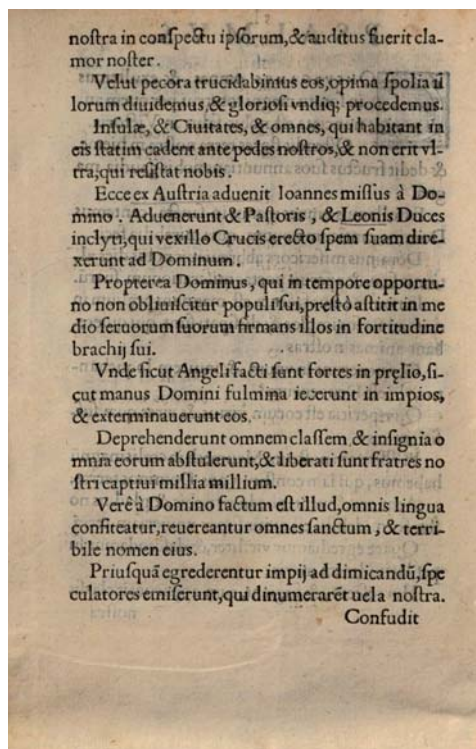 noſtra in conſpectu ipſorum,& auditus fuerit cla-
mor noſter.
Velut pecora trucidabimus eos,opima ſpolia il
lorum diuidemus,& glorioſi vndiq; procedemus.
Inſulæ, & Ciuitates, & omnes, qui habitant in
eis ſtatim cadent ante pedes noſtros,& non erit vl-
tra,qui reſiſtat nobis.
Ecce ex Auſtria aduenit Ioannes miſſus à Do-
mino. Aduenerunt & Paſtoris, & Leonis Duces
inclyti,qui vexillo Crucis erecto ſpem ſuam dire-
xerunt ad Dominum.
Propterea Dominus, qui in tempore opportu-
no non obliuiſcitur populi ſui,preſtò aſtitit in me
dio ſeruorum ſuorum firmans illos in fortitudine
brachij ſui.
Vnde ſicut Angeli facti ſunt fortes in pręlio,ſi-
cut manus Domini fulmina iecerunt in impios,
& exterminauerunt eos.
Deprehenderunt omnem claſſem & inſignia o
mnia eorum abſtulerunt,& liberati ſunt fratres no
ſtri captiui millia millium.
Verè à Domino factum eſt illud,omnis lingua
confiteatur,reuereantur omnes ſanctum, & terri-
bile nomen eius.
Priuſquã egrederentur impij ad dimicandũ,ſpe
culatores emiſerunt,qui dinumerarẽt uela noſtra.
Confudit